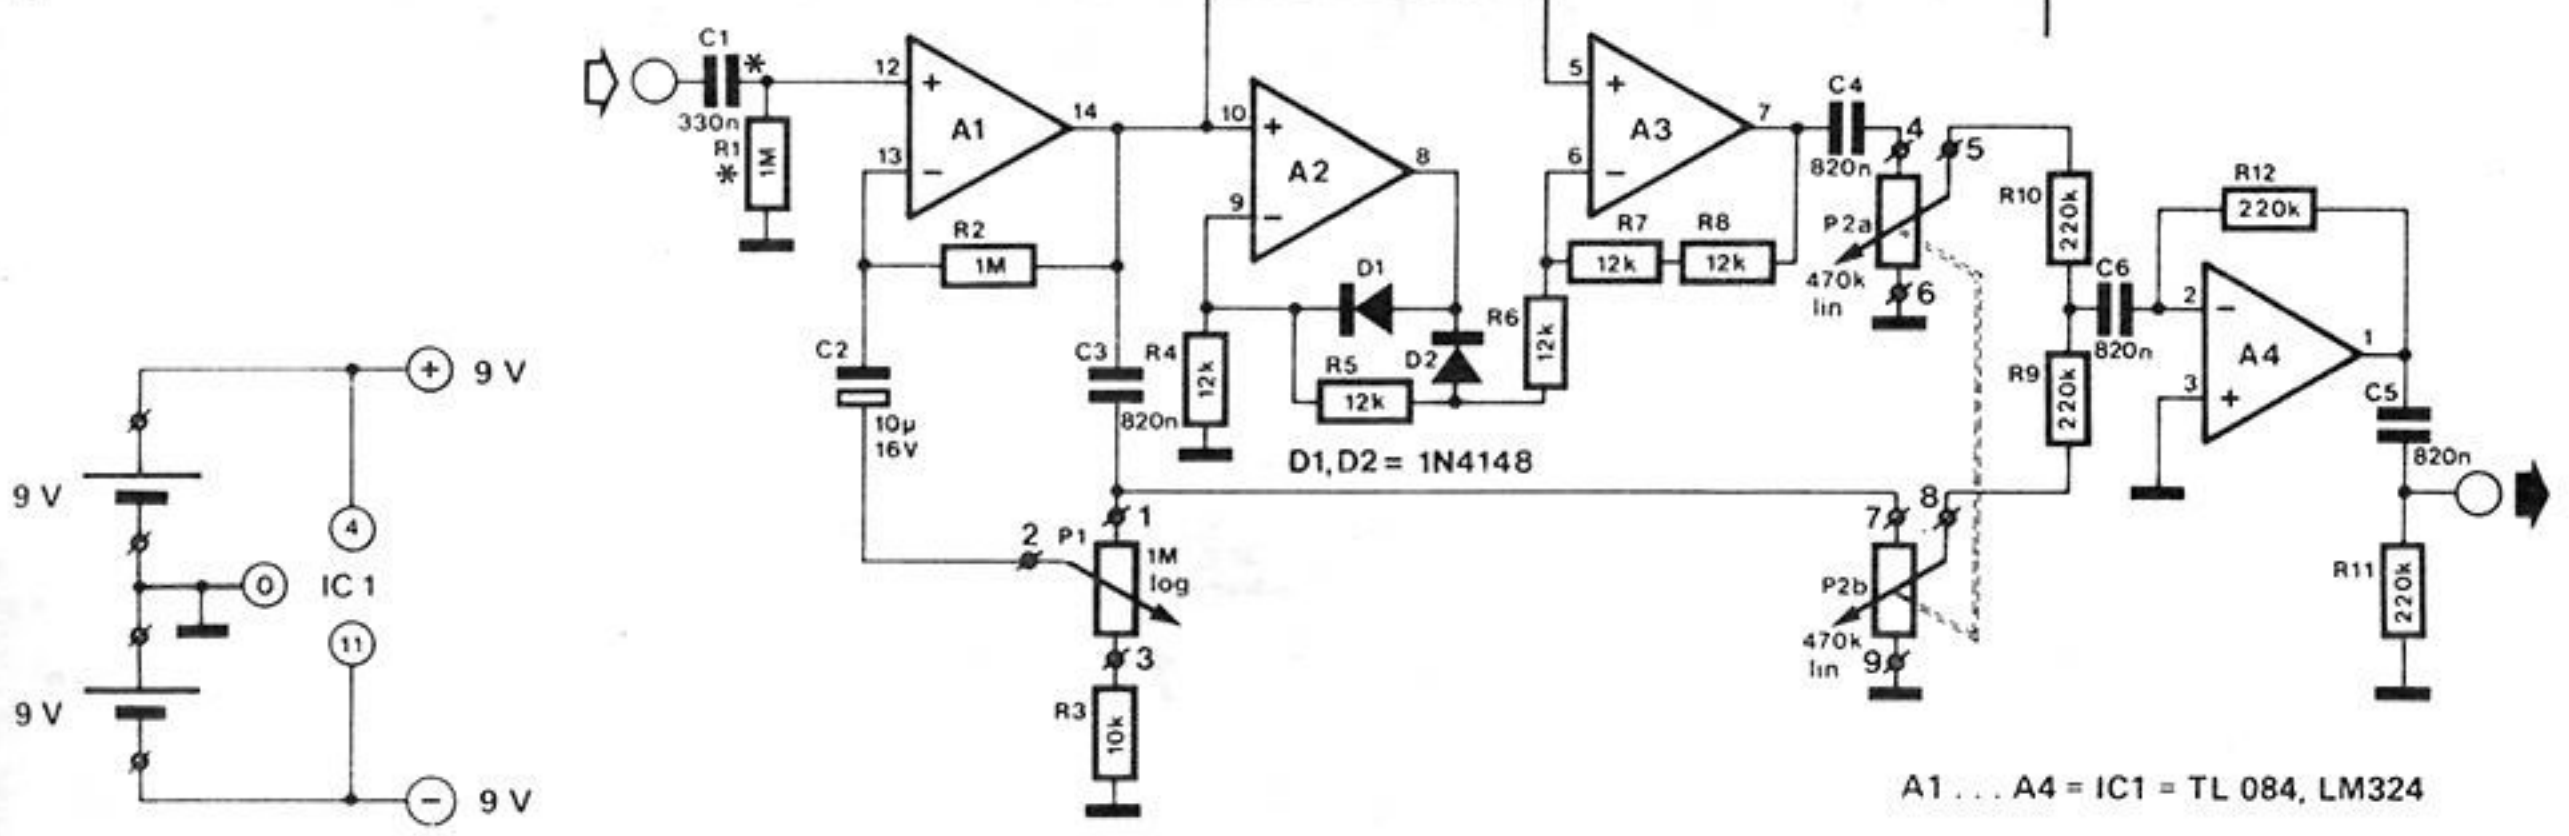 C1
*
330n
R1
*
1M
12
+
13
−
A1
14
R2
1M
C2
10µ
16V
C3
820n
2
P1
1
1M
log
3
R3
10k
10
+
9
−
A2
8
R4
12k
D1
D2
R5
12k
D1, D2 = 1N4148
R6
12k
5
+
6
−
A3
7
R7
12k
R8
12k
C4
820n
4
5
P2a
470k
lin
6
7
8
P2b
470k
lin
9
R10
220k
R9
220k
C6
820n
R12
220k
2
−
3
+
A4
1
C5
820n
R11
220k
+ 9 V
9 V
4
0
IC 1
11
9 V
− 9 V
A1 . . . A4 = IC1 = TL 084, LM324